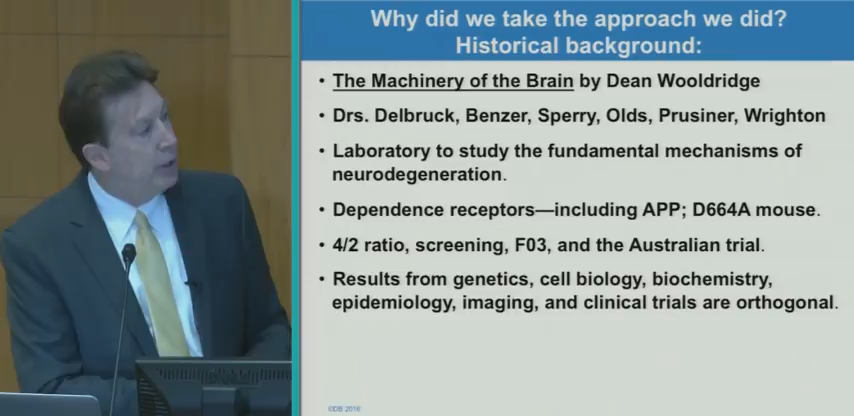 Why did we take the approach we did?
Historical background:
• The Machinery of the Brain by Dean Wooldridge
• Drs. Delbruck, Benzer, Sperry, Olds, Prusiner, Wrighton
• Laboratory to study the fundamental mechanisms of
neurodegeneration.
• Dependence receptors—including APP; D664A mouse.
• 4/2 ratio, screening, F03, and the Australian trial.
• Results from genetics, cell biology, biochemistry,
epidemiology, imaging, and clinical trials are orthogonal.
©DB 2016